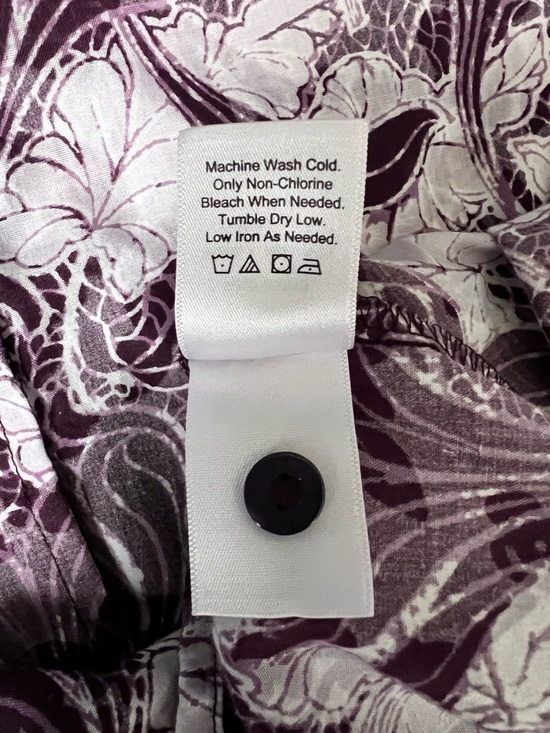 Machine Wash Cold.
Only Non-Chlorine
Bleach When Needed.
Tumble Dry Low.
Low Iron As Needed.